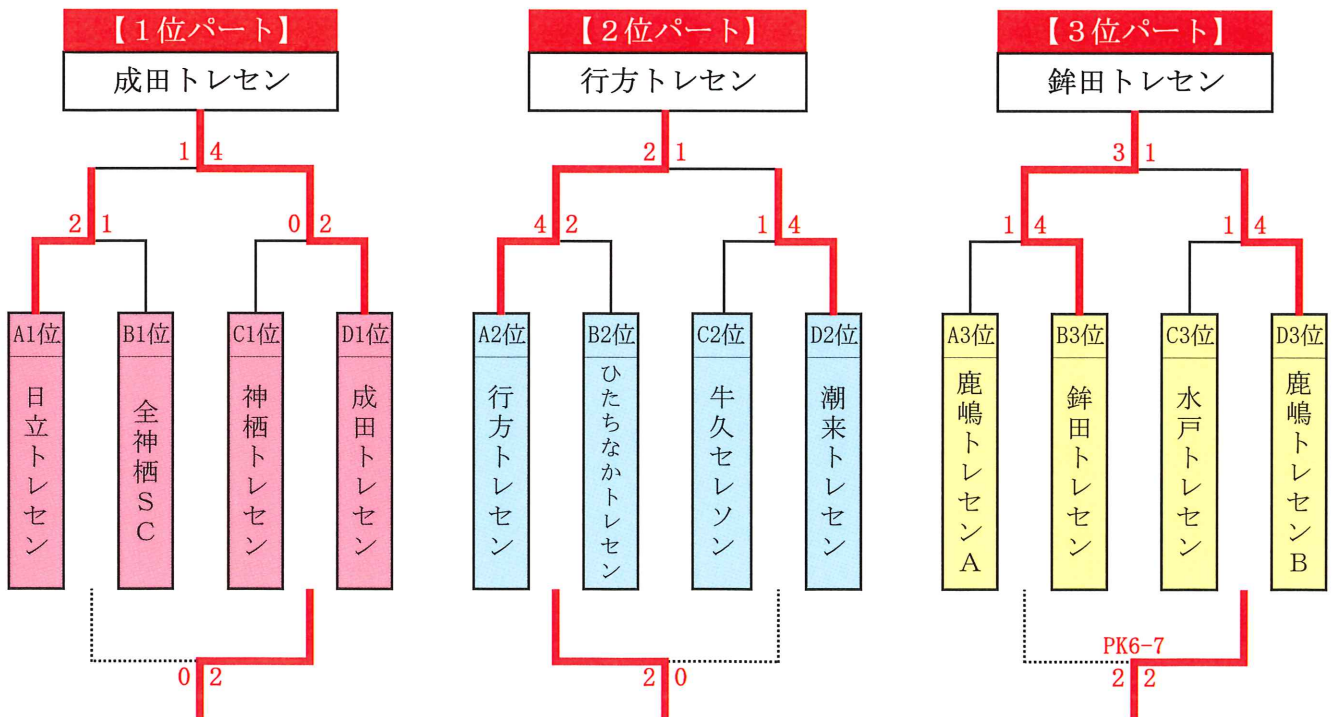 【1位パート】
成田トレセン
1 4
2 1
0 2
A1位
日立トレセン
B1位
全神栖SC
C1位
神栖トレセン
D1位
成田トレセン
0 2
【2位パート】
行方トレセン
2 1
4 2
1 4
A2位
行方トレセン
B2位
ひたちなかトレセン
C2位
牛久セレソン
D2位
潮来トレセン
2 0
【3位パート】
鉾田トレセン
3 1
1 4
1 4
A3位
鹿嶋トレセンA
B3位
鉾田トレセン
C3位
水戸トレセン
D3位
鹿嶋トレセンB
PK6-7
2 2